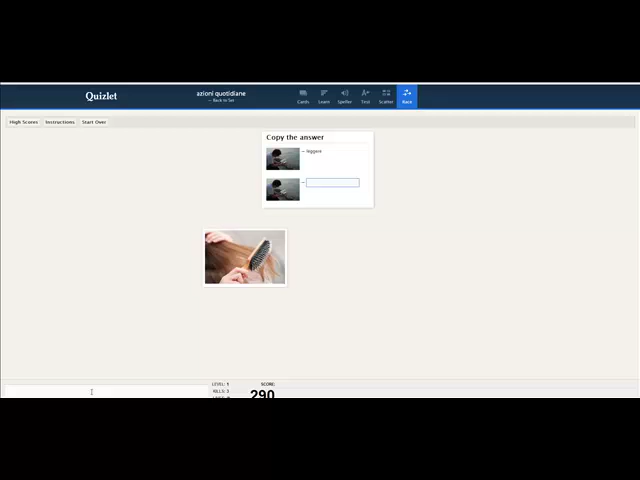 Quizlet
azioni quotidiane
← Back to Set
Cards
Learn
Speller
Test
Scatter
Race
High Scores
Instructions
Start Over
Copy the answer
— leggere
—
LEVEL: 1
SCORE:
KILLS: 3
290